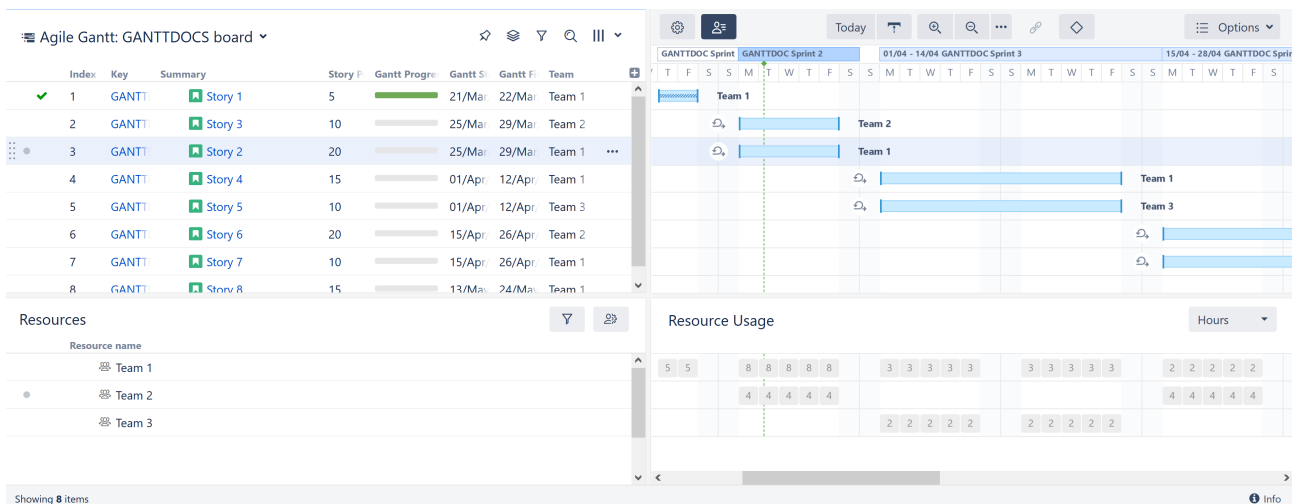 Agile Gantt: GANTTDOCS board
Index Key Summary Story P Gantt Progre Gantt S Gantt Fi Team
1 GANTT Story 1 5 21/Mar 22/Mar Team 1
2 GANTT Story 3 10 25/Mar 29/Mar Team 2
3 GANTT Story 2 20 25/Mar 29/Mar Team 1 •••
4 GANTT Story 4 15 01/Apr/ 12/Apr/ Team 1
5 GANTT Story 5 10 01/Apr/ 12/Apr/ Team 3
6 GANTT Story 6 20 15/Apr/ 26/Apr/ Team 2
7 GANTT Story 7 10 15/Apr/ 26/Apr/ Team 1
8 GANTT Story 8 15 13/May 24/May Team 1
Today ••• Options
GANTTDOC Sprint GANTTDOC Sprint 2 01/04 - 14/04 GANTTDOC Sprint 3 15/04 - 28/04 GANTTDOC Sprin
T F S S M T W T F S S M T W T F S S M T W T F S S M T W T F S
Team 1
Team 2
Team 1
Team 1
Team 3
Resources
Resource name
Team 1
Team 2
Team 3
Resource Usage Hours
5 5 8 8 8 8 8 3 3 3 3 3 3 3 3 3 3 2 2 2 2 2
4 4 4 4 4 4 4 4 4 4
2 2 2 2 2 2 2 2 2 2
Showing 8 items
Info